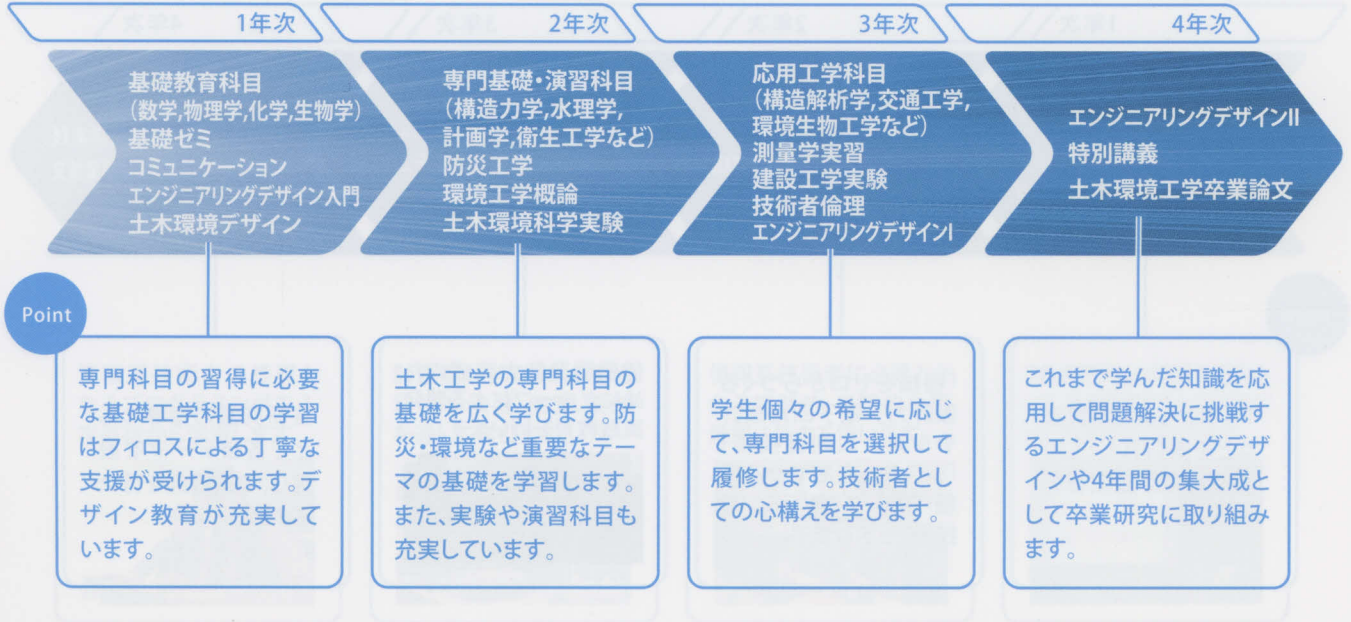 1年次
2年次
3年次
4年次
基礎教育科目
(数学,物理学,化学,生物学)
基礎ゼミ
コミュニケーション
エンジニアリングデザイン入門
土木環境デザイン
専門基礎・演習科目
(構造力学,水理学,
計画学,衛生工学など)
防災工学
環境工学概論
土木環境科学実験
応用工学科目
(構造解析学,交通工学,
環境生物工学など)
測量学実習
建設工学実験
技術者倫理
エンジニアリングデザインI
エンジニアリングデザインII
特別講義
土木環境工学卒業論文
Point
専門科目の習得に必要
な基礎工学科目の学習
はフィロスによる丁寧な
支援が受けられます。デ
ザイン教育が充実して
います。
土木工学の専門科目の
基礎を広く学びます。防
災・環境など重要なテー
マの基礎を学習します。
また、実験や演習科目も
充実しています。
学生個々の希望に応じ
て、専門科目を選択して
履修します。技術者とし
ての心構えを学びます。
これまで学んだ知識を応
用して問題解決に挑戦す
るエンジニアリングデザ
インや4年間の集大成と
して卒業研究に取り組み
ます。